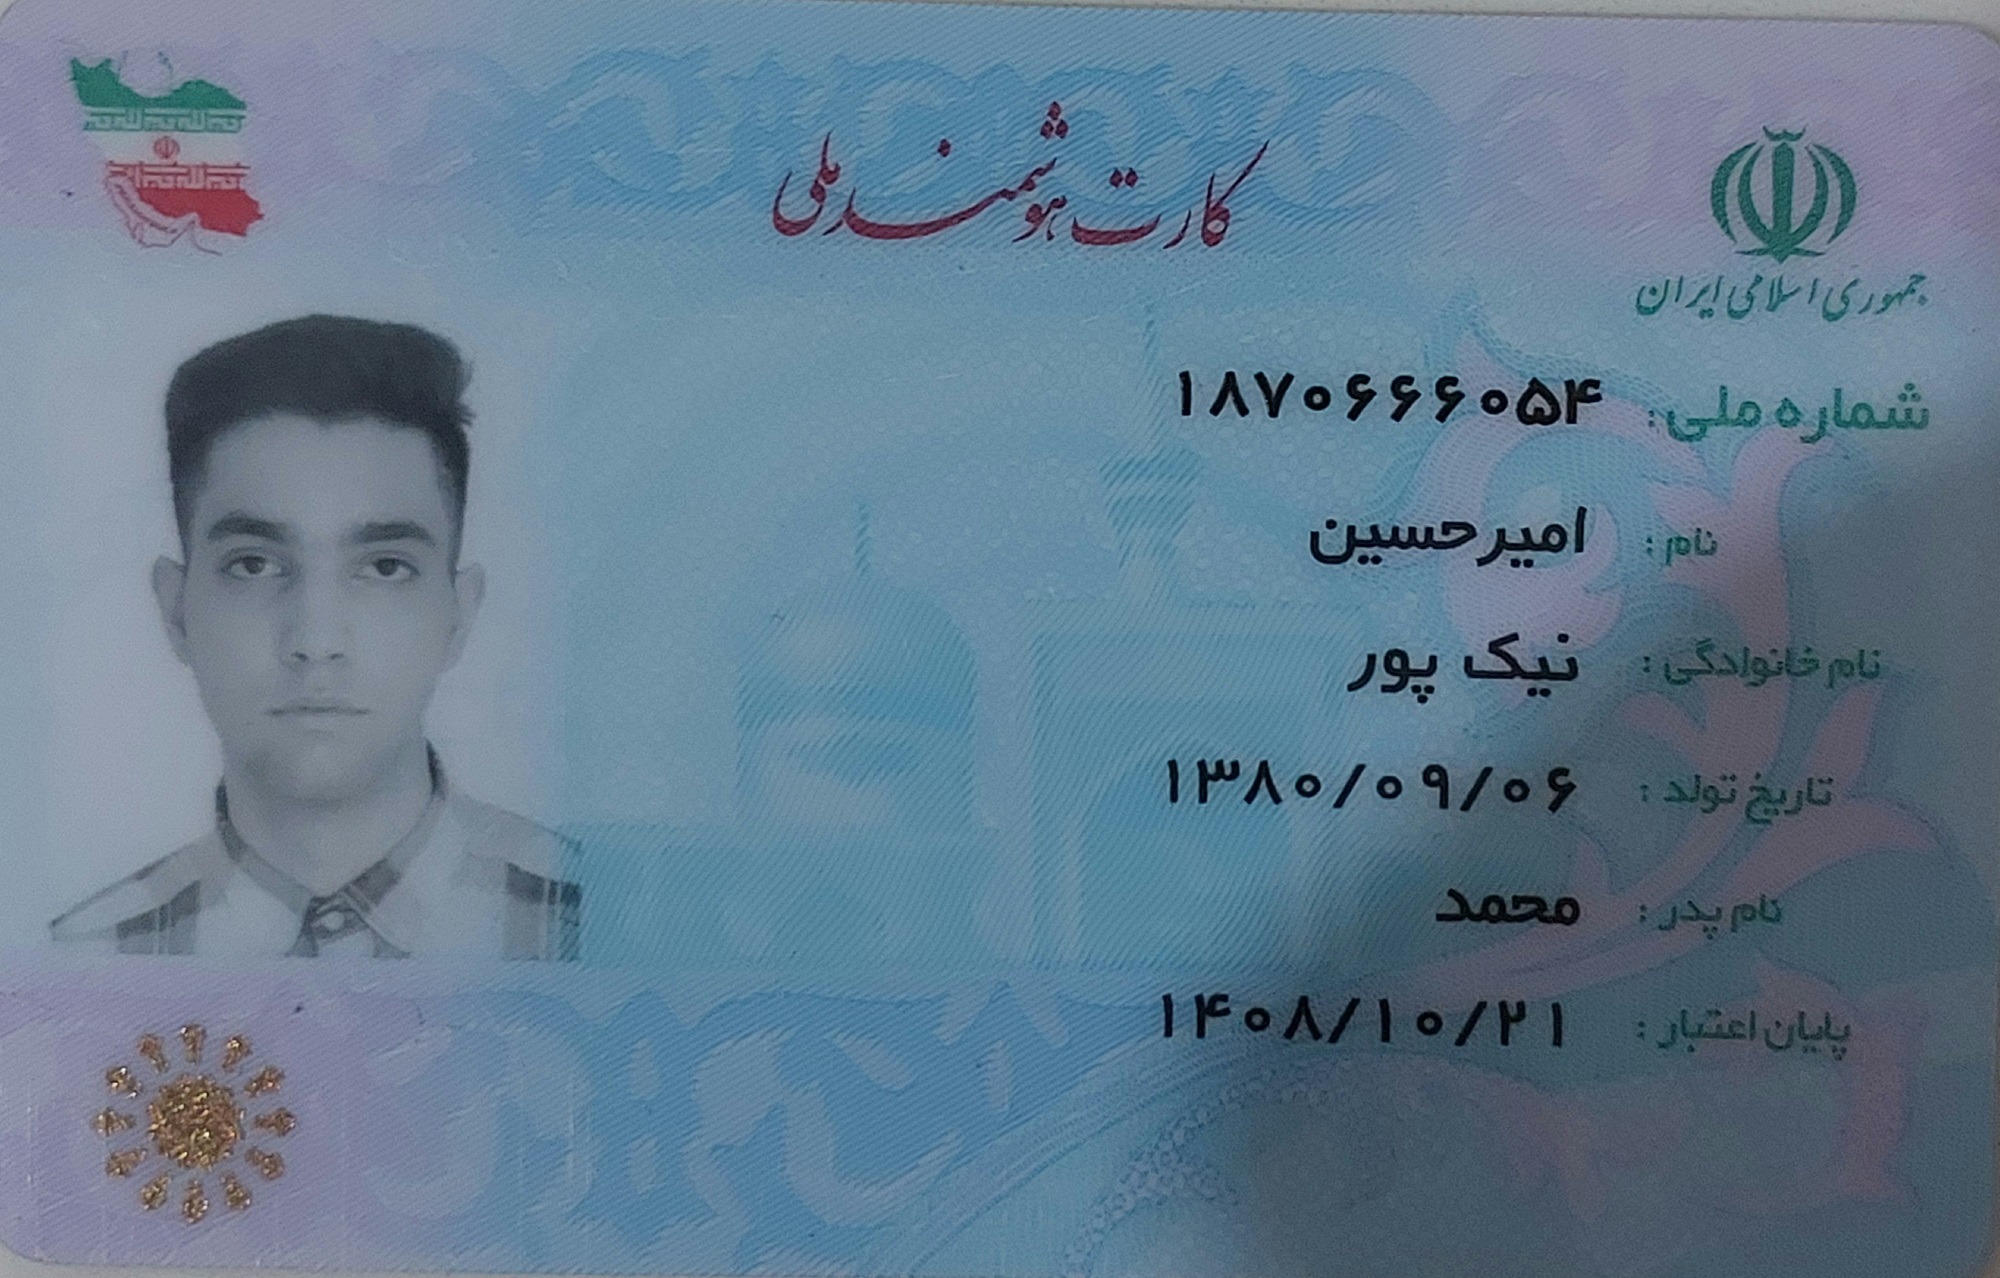 کارت هوشمند ملی
جمهوری اسلامی ایران
شماره ملی: ۱۸۷۰۶۶۶۰۵۴
نام: امیرحسین
نام خانوادگی: نیک پور
تاریخ تولد: ۱۳۸۰/۰۹/۰۶
نام پدر: محمد
پایان اعتبار: ۱۴۰۸/۱۰/۲۱